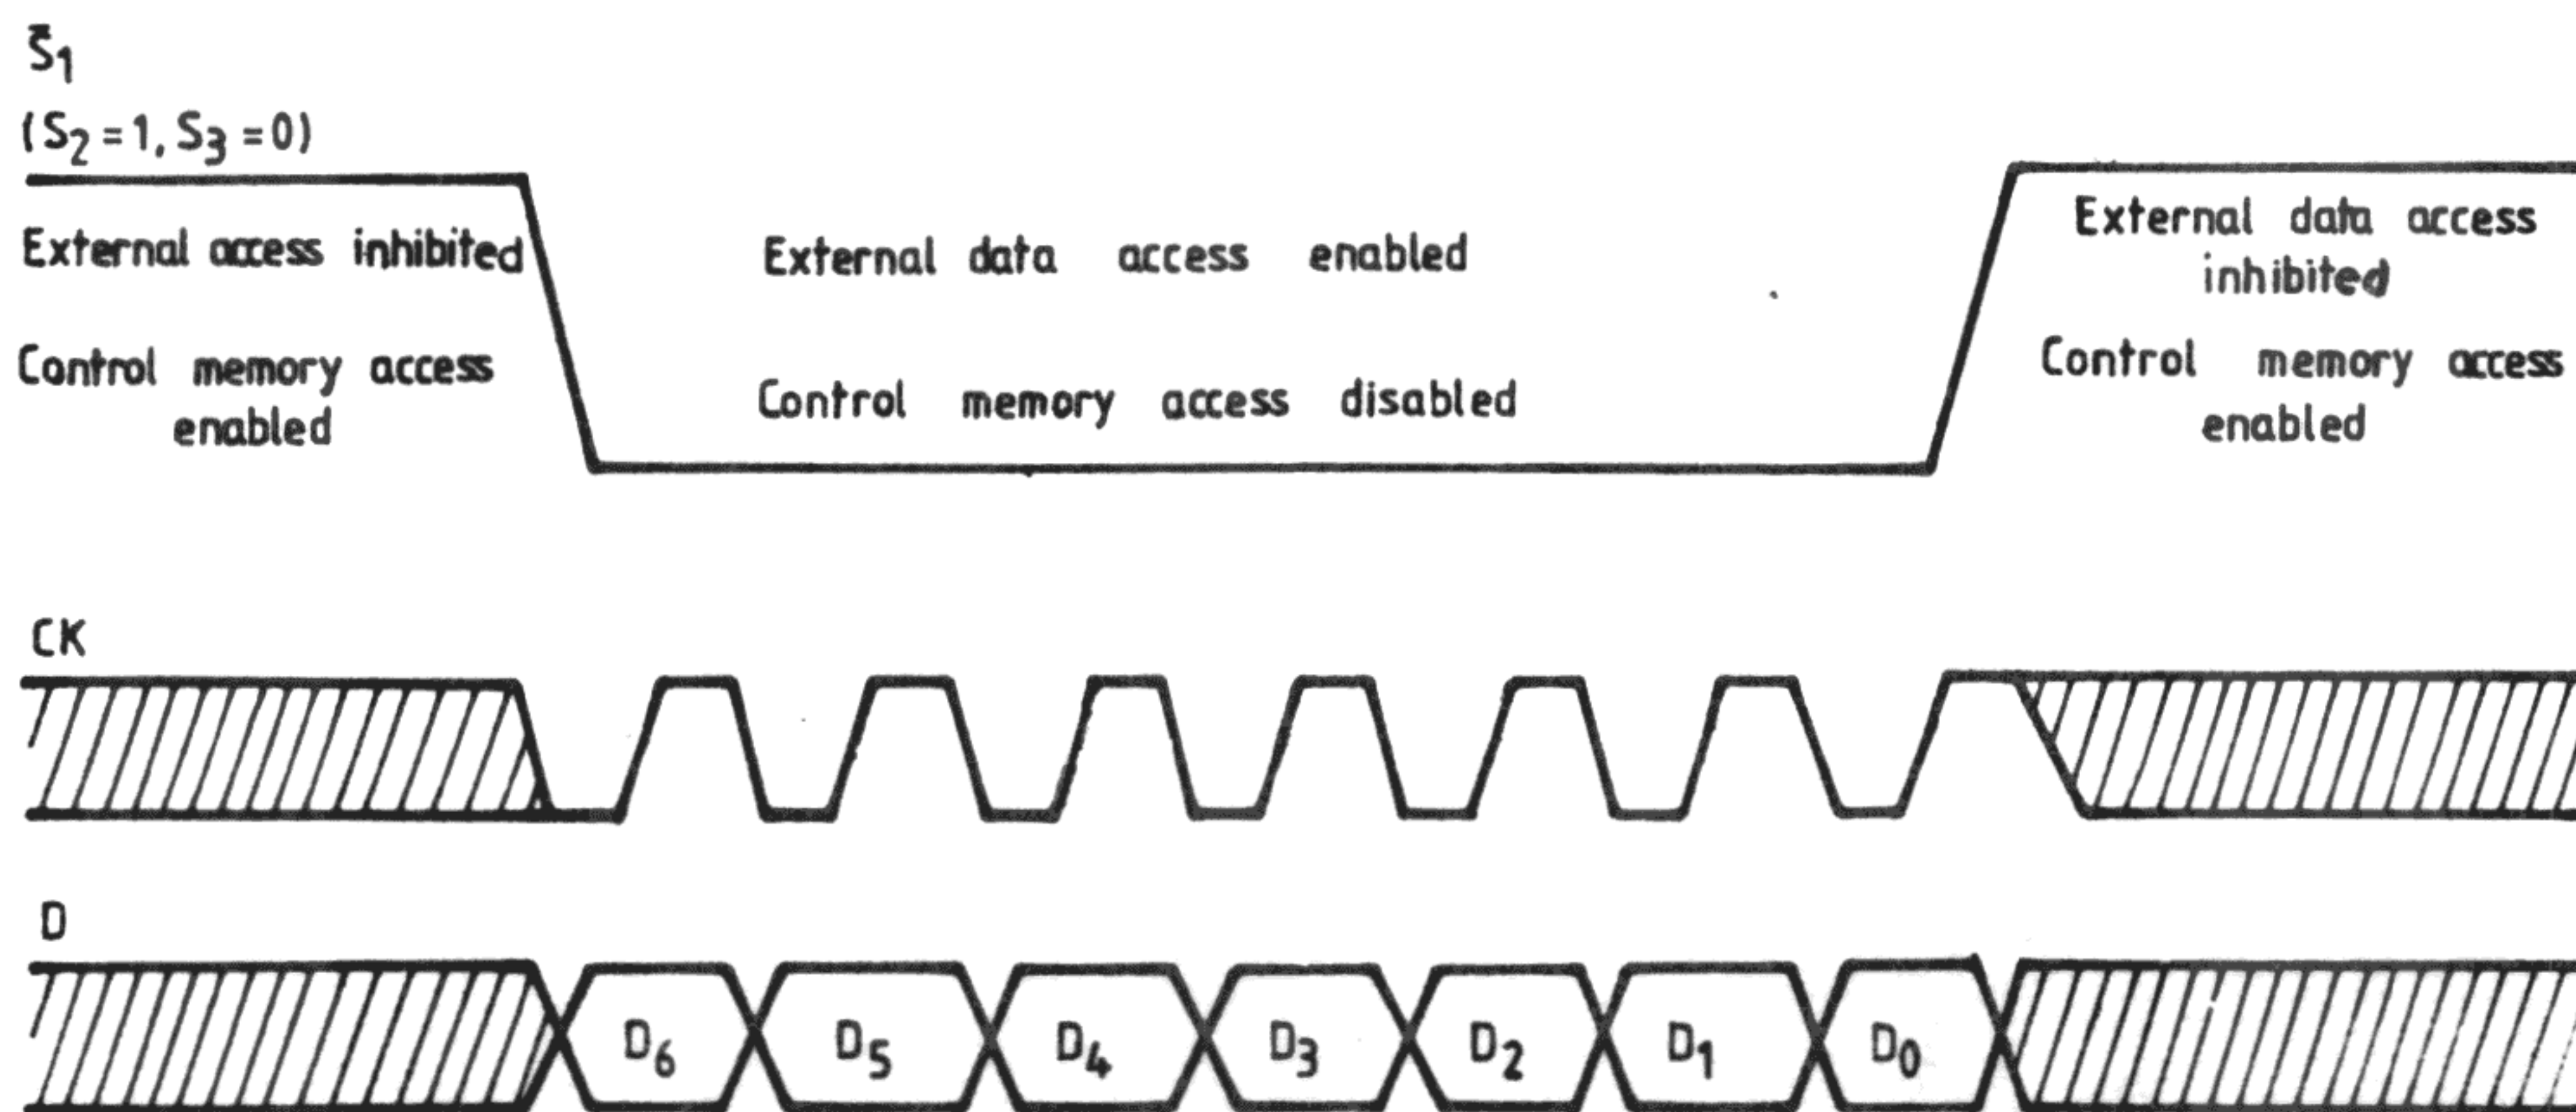 S̄1
(S2 = 1, S3 = 0)
External access inhibited
External data access enabled
External data access
inhibited
Control memory access
enabled
Control memory access disabled
Control memory access
enabled
CK
D
D6 D5 D4 D3 D2 D1 D0